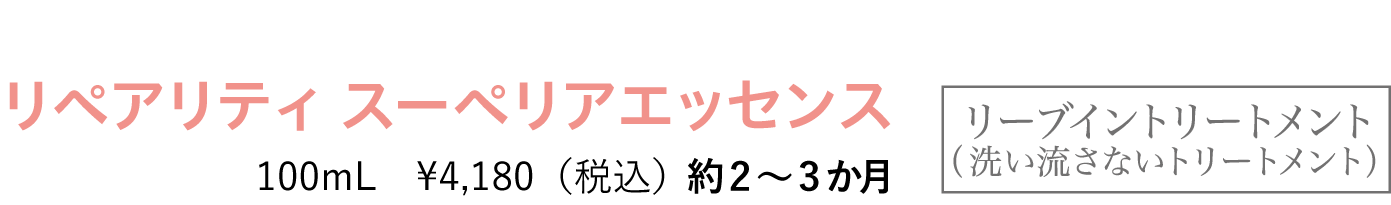 リペアリティ スーペリアエッセンス
100mL　¥4,180（税込）約２～３か月
リーブイントリートメント
（洗い流さないトリートメント）